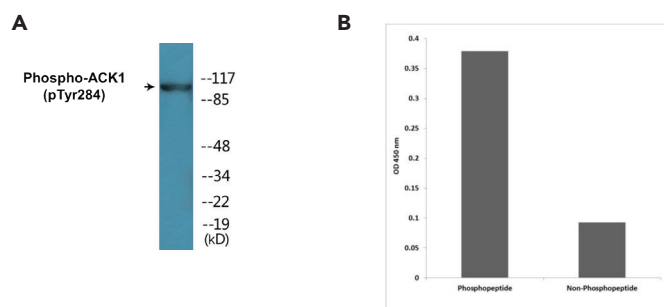 A
Phospho-ACK1
(pTyr284)
--117
--85
--48
--34
--22
--19
(kD)
B
0.4
0.35
0.3
0.25
0.2
0.15
0.1
0.05
0
OD 450 nm
Phosphopeptide
Non-Phosphopeptide